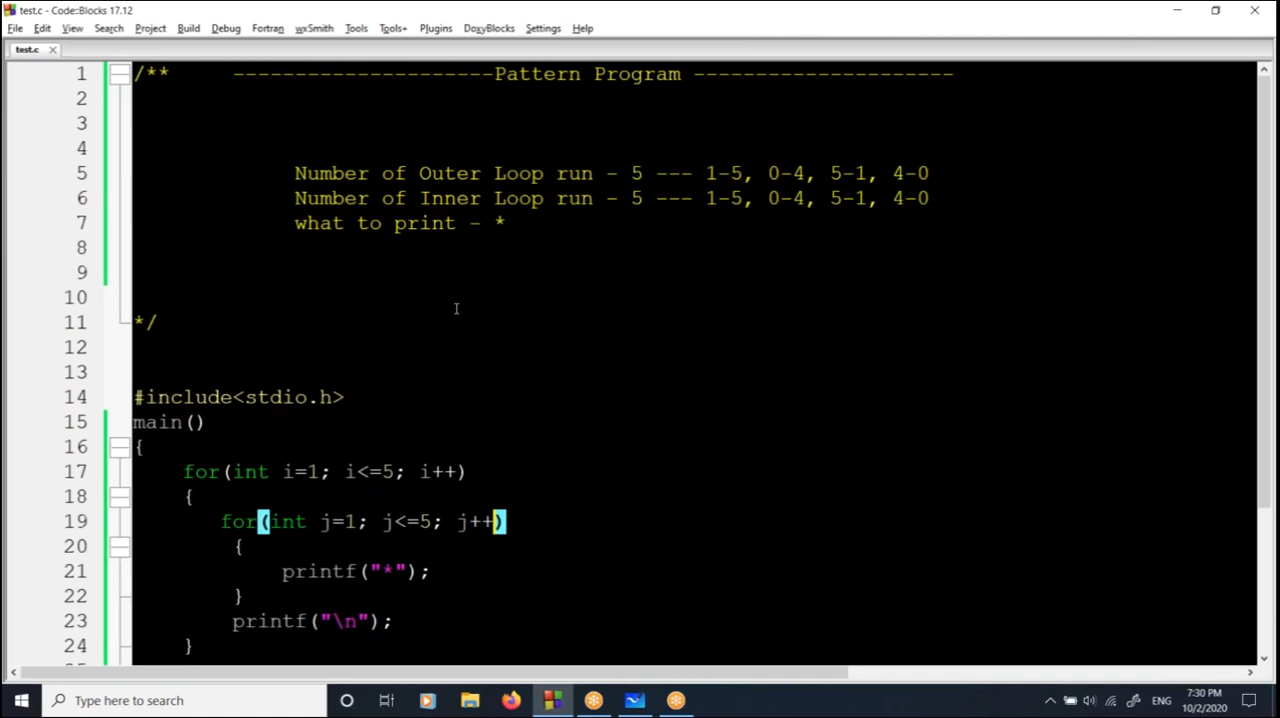 test.c - Code::Blocks 17.12
File Edit View Search Project Build Debug Fortran wxSmith Tools Tools+ Plugins DoxyBlocks Settings Help
test.c
1 /** ---------------------Pattern Program ---------------------
2
3
4
5 Number of Outer Loop run - 5 --- 1-5, 0-4, 5-1, 4-0
6 Number of Inner Loop run - 5 --- 1-5, 0-4, 5-1, 4-0
7 what to print - *
8
9
10
11 */
12
13
14 #include<stdio.h>
15 main()
16 {
17 for(int i=1; i<=5; i++)
18 {
19 for(int j=1; j<=5; j++)
20 {
21 printf("*");
22 }
23 printf("\n");
24 }
Type here to search
ENG
7:30 PM
10/2/2020